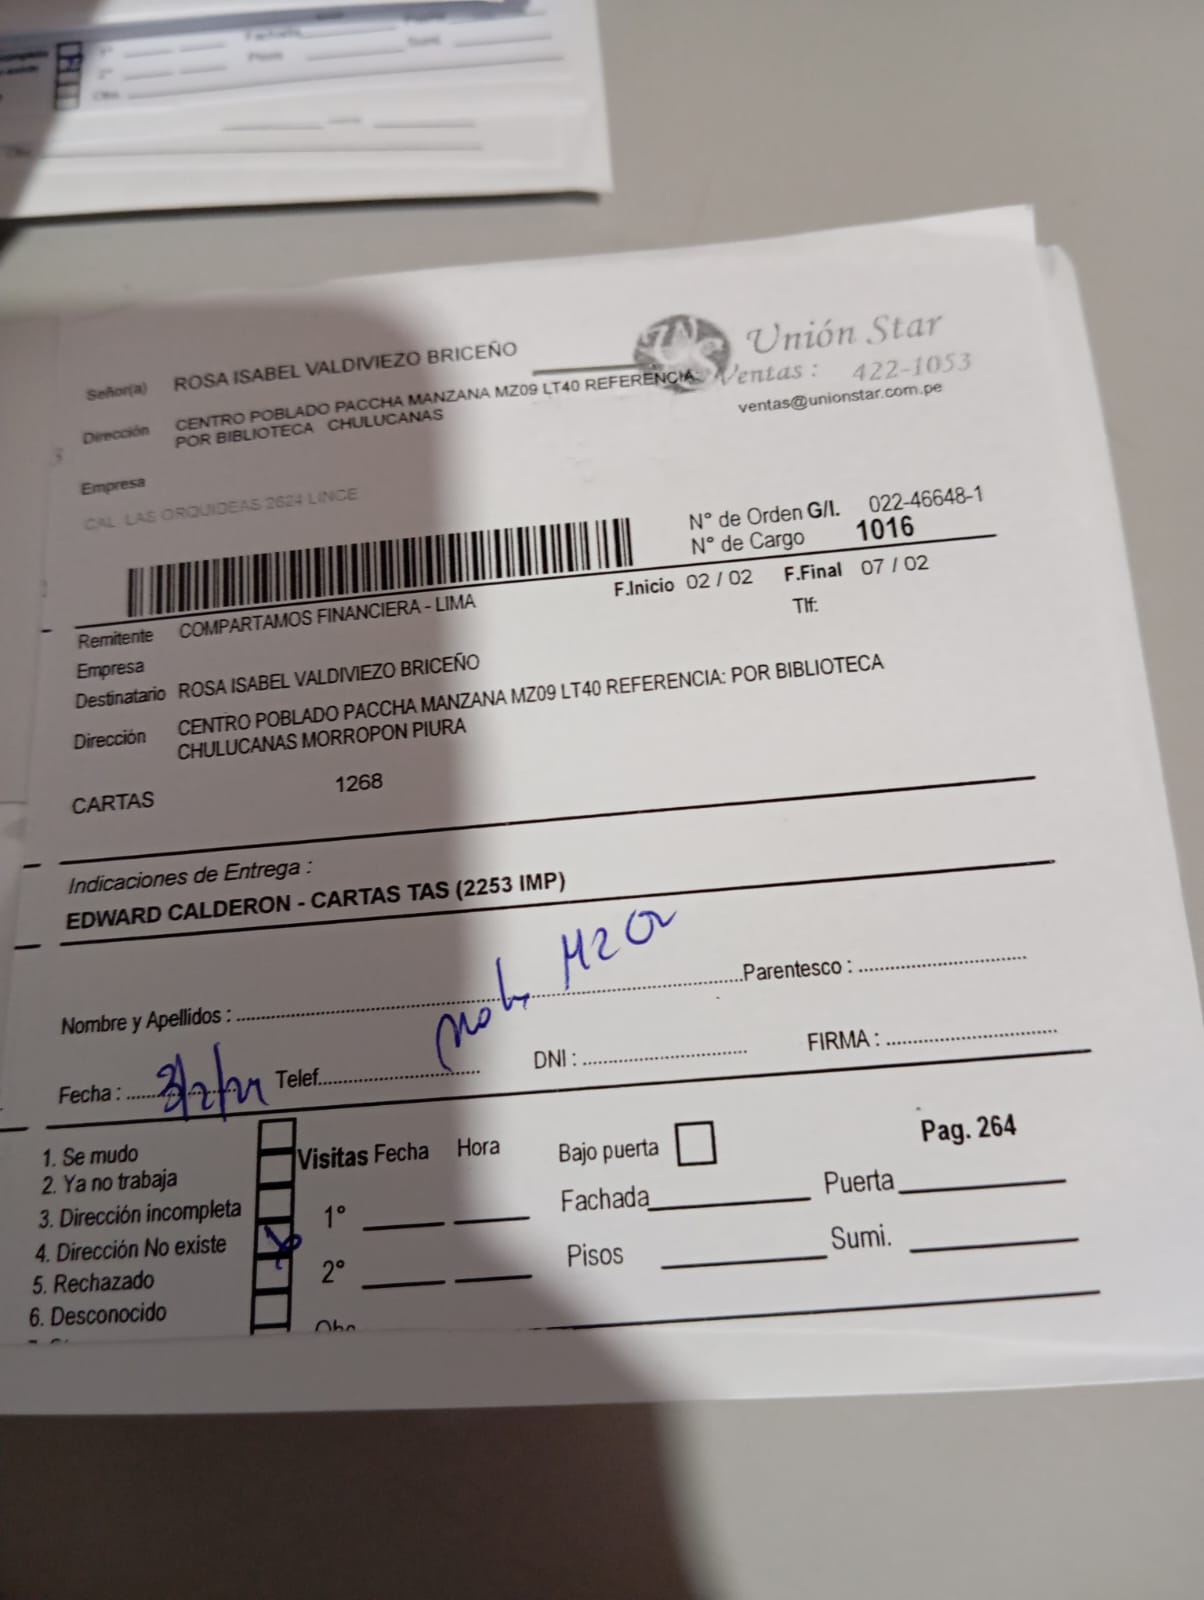 Fachada
Pisos
Sumi.
Obs.
Unión Star
Ventas : 422-1053
ventas@unionstar.com.pe
Señor(a) ROSA ISABEL VALDIVIEZO BRICEÑO
Dirección CENTRO POBLADO PACCHA MANZANA MZ09 LT40 REFERENCIA:
POR BIBLIOTECA CHULUCANAS
Empresa
CAL. LAS ORQUIDEAS 2624 LINCE
N° de Orden G/I. 022-46648-1
N° de Cargo 1016
F.Inicio 02 / 02 F.Final 07 / 02
Remitente COMPARTAMOS FINANCIERA - LIMA
Tlf:
Empresa
Destinatario ROSA ISABEL VALDIVIEZO BRICEÑO
Dirección CENTRO POBLADO PACCHA MANZANA MZ09 LT40 REFERENCIA: POR BIBLIOTECA
CHULUCANAS MORROPON PIURA
CARTAS 1268
Indicaciones de Entrega :
EDWARD CALDERON - CARTAS TAS (2253 IMP)
Nombre y Apellidos : Parentesco :
Fecha : Telef. DNI : FIRMA :
1. Se mudo
2. Ya no trabaja
3. Dirección incompleta
4. Dirección No existe
5. Rechazado
6. Desconocido
Visitas Fecha Hora
1°
2°
Bajo puerta
Pag. 264
Fachada Puerta
Pisos Sumi.